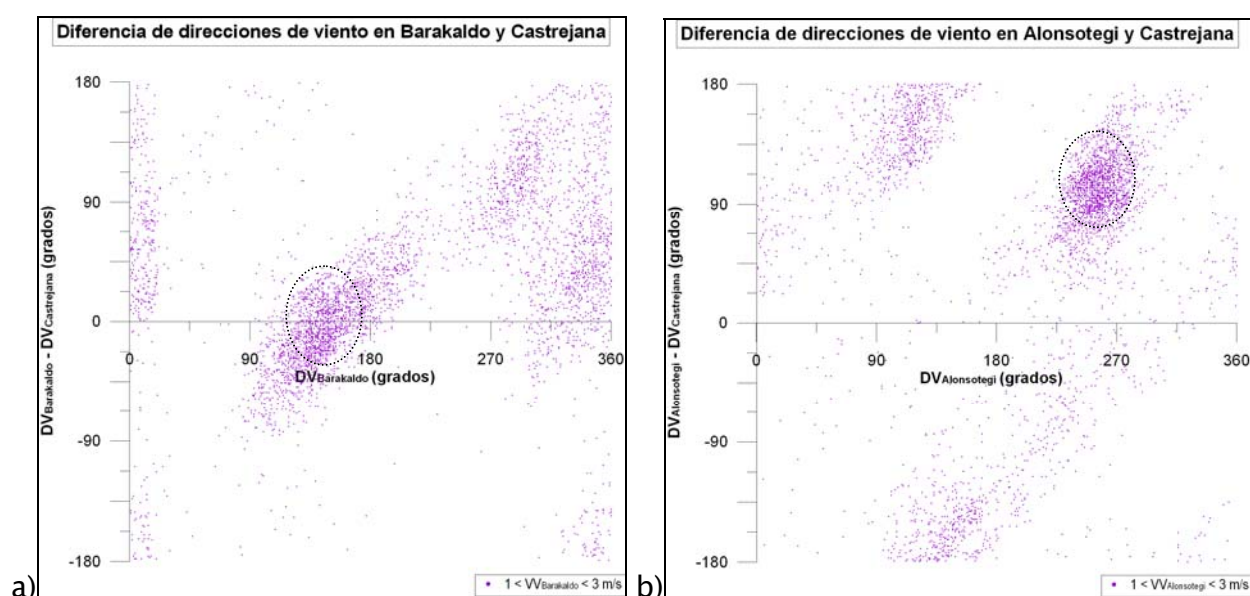 Diferencia de direcciones de viento en Barakaldo y Castrejana
180
90
0
-90
-180
0
90
180
270
360
DVBarakaldo - DVCastrejana (grados)
DVBarakaldo (grados)
1 < VVBarakaldo < 3 m/s
a)
Diferencia de direcciones de viento en Alonsotegi y Castrejana
180
90
0
-90
-180
0
90
180
270
360
DVAlonsotegi - DVCastrejana (grados)
DVAlonsotegi (grados)
1 < VVAlonsotegi < 3 m/s
b)